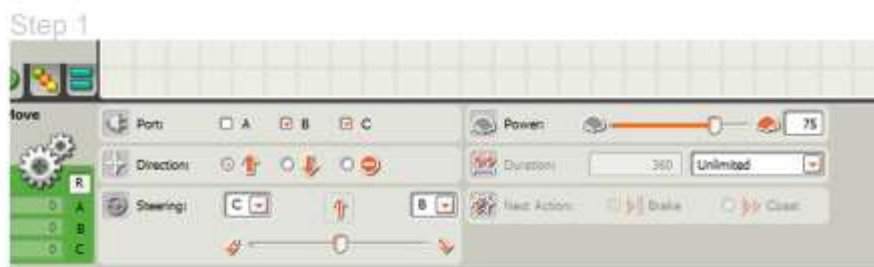 Step 1
Move
Port: A B C
Power: 75
Direction:
Duration: 360 Unlimited
R
Steering: C B
Next Action: Brake Coast
0 A
0 B
0 C